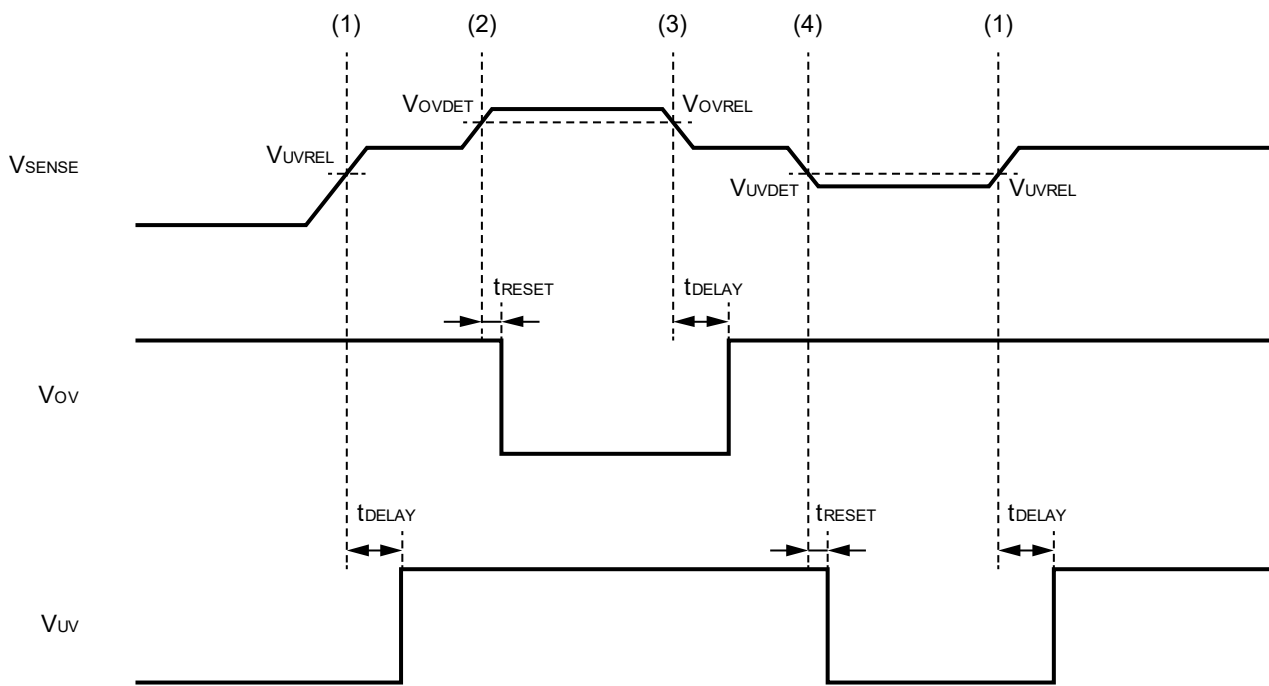 (1) (2) (3) (4) (1)
VOVDET VOVREL
VUVREL
VSENSE
VUVDET VUVREL
tRESET tDELAY
VOV
tDELAY tRESET tDELAY
VUV